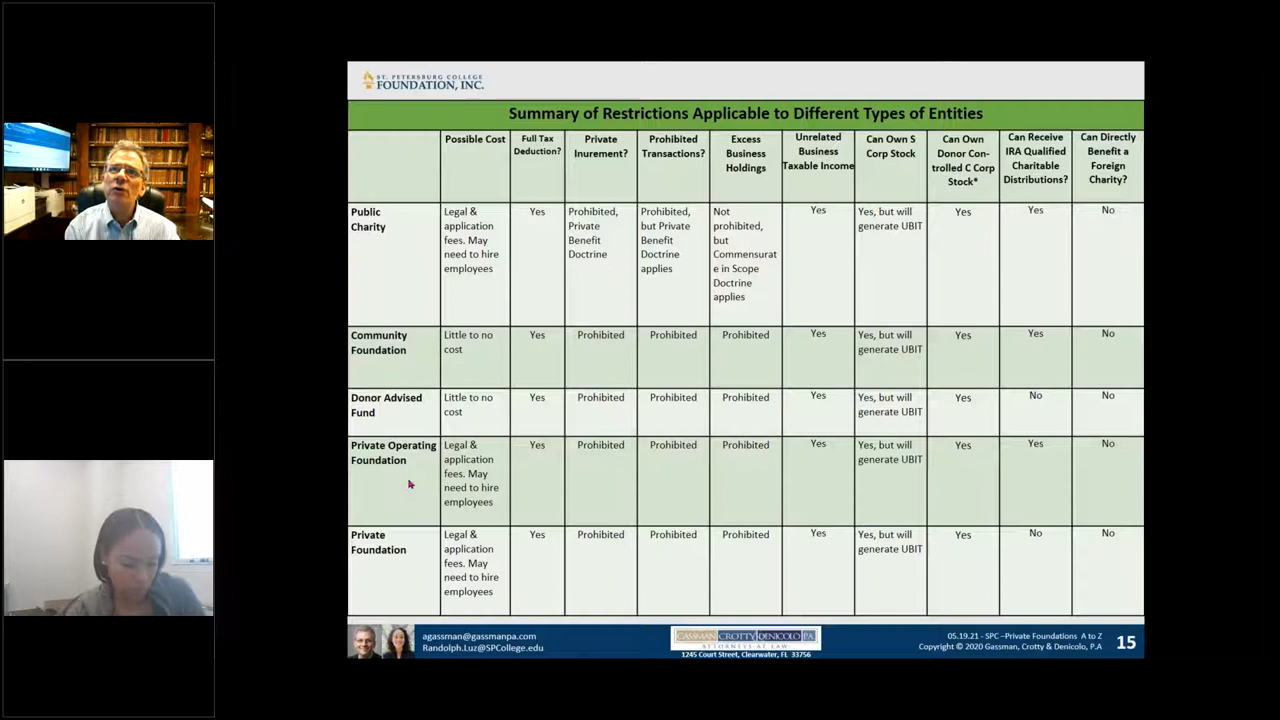 ST. PETERSBURG COLLEGE
FOUNDATION, INC.
Summary of Restrictions Applicable to Different Types of Entities
Possible Cost
Full Tax
Deduction?
Private
Inurement?
Prohibited
Transactions?
Excess
Business
Holdings
Unrelated
Business
Taxable Income
Can Own S
Corp Stock
Can Own
Donor Con-
trolled C Corp
Stock*
Can Receive
IRA Qualified
Charitable
Distributions?
Can Directly
Benefit a
Foreign
Charity?
Public
Charity
Legal &
application
fees. May
need to hire
employees
Yes
Prohibited,
Private
Benefit
Doctrine
Prohibited,
but Private
Benefit
Doctrine
applies
Not
prohibited,
but
Commensurat
e in Scope
Doctrine
applies
Yes
Yes, but will
generate UBIT
Yes
Yes
No
Community
Foundation
Little to no
cost
Yes
Prohibited
Prohibited
Prohibited
Yes
Yes, but will
generate UBIT
Yes
Yes
No
Donor Advised
Fund
Little to no
cost
Yes
Prohibited
Prohibited
Prohibited
Yes
Yes, but will
generate UBIT
Yes
No
No
Private Operating
Foundation
Legal &
application
fees. May
need to hire
employees
Yes
Prohibited
Prohibited
Prohibited
Yes
Yes, but will
generate UBIT
Yes
Yes
No
Private
Foundation
Legal &
application
fees. May
need to hire
employees
Yes
Prohibited
Prohibited
Prohibited
Yes
Yes, but will
generate UBIT
Yes
No
No
agassman@gassmanpa.com
Randolph.Luz@SPCollege.edu
GASSMAN CROTTY DENICOLO PA
ATTORNEYS AT LAW
1245 Court Street, Clearwater, FL 33756
05.19.21 - SPC –Private Foundations A to Z
Copyright © 2020 Gassman, Crotty & Denicolo, P.A
15